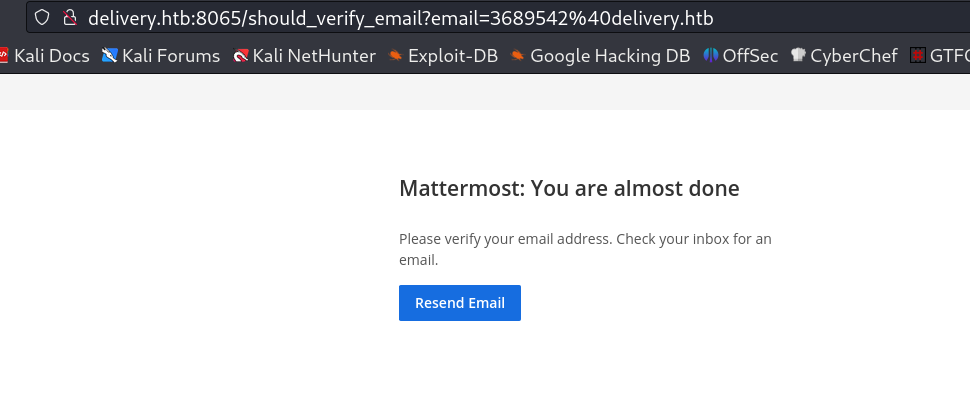 delivery.htb:8065/should_verify_email?email=3689542%40delivery.htb
Kali Docs Kali Forums Kali NetHunter Exploit-DB Google Hacking DB OffSec CyberChef
Mattermost: You are almost done
Please verify your email address. Check your inbox for an
email.
Resend Email